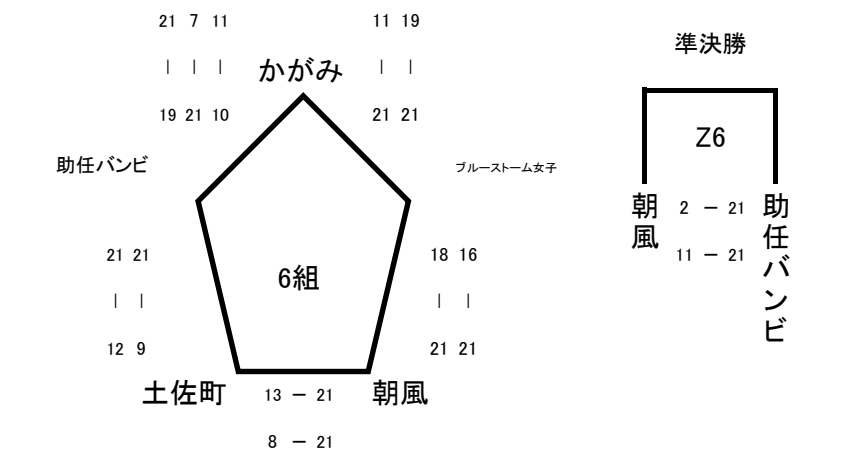 21 7 11
| | |
19 21 10
かがみ
11 19
| |
21 21
準決勝
Z6
助任バンビ
ブルーストーム女子
朝風
2 － 21
11 － 21
助任バンビ
21 21
| |
12 9
6組
18 16
| |
21 21
土佐町
13 － 21
8 － 21
朝風